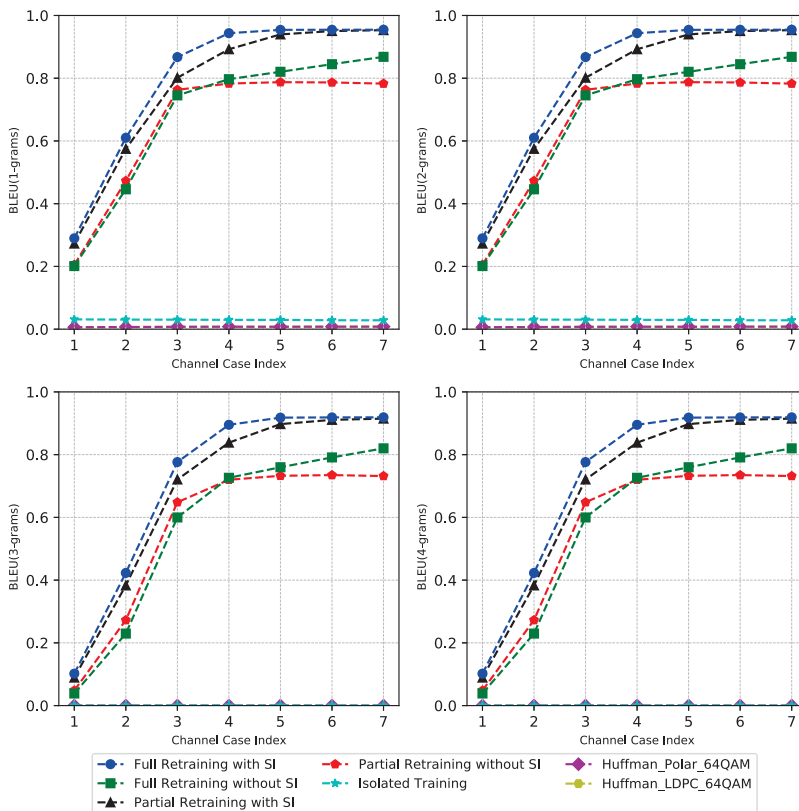 1.0
0.8
0.6
0.4
0.2
0.0
BLEU(1-grams)
1 2 3 4 5 6 7
Channel Case Index
1.0
0.8
0.6
0.4
0.2
0.0
BLEU(2-grams)
1 2 3 4 5 6 7
Channel Case Index
1.0
0.8
0.6
0.4
0.2
0.0
BLEU(3-grams)
1 2 3 4 5 6 7
Channel Case Index
1.0
0.8
0.6
0.4
0.2
0.0
BLEU(4-grams)
1 2 3 4 5 6 7
Channel Case Index
Full Retraining with SI
Full Retraining without SI
Partial Retraining with SI
Partial Retraining without SI
Isolated Training
Huffman_Polar_64QAM
Huffman_LDPC_64QAM